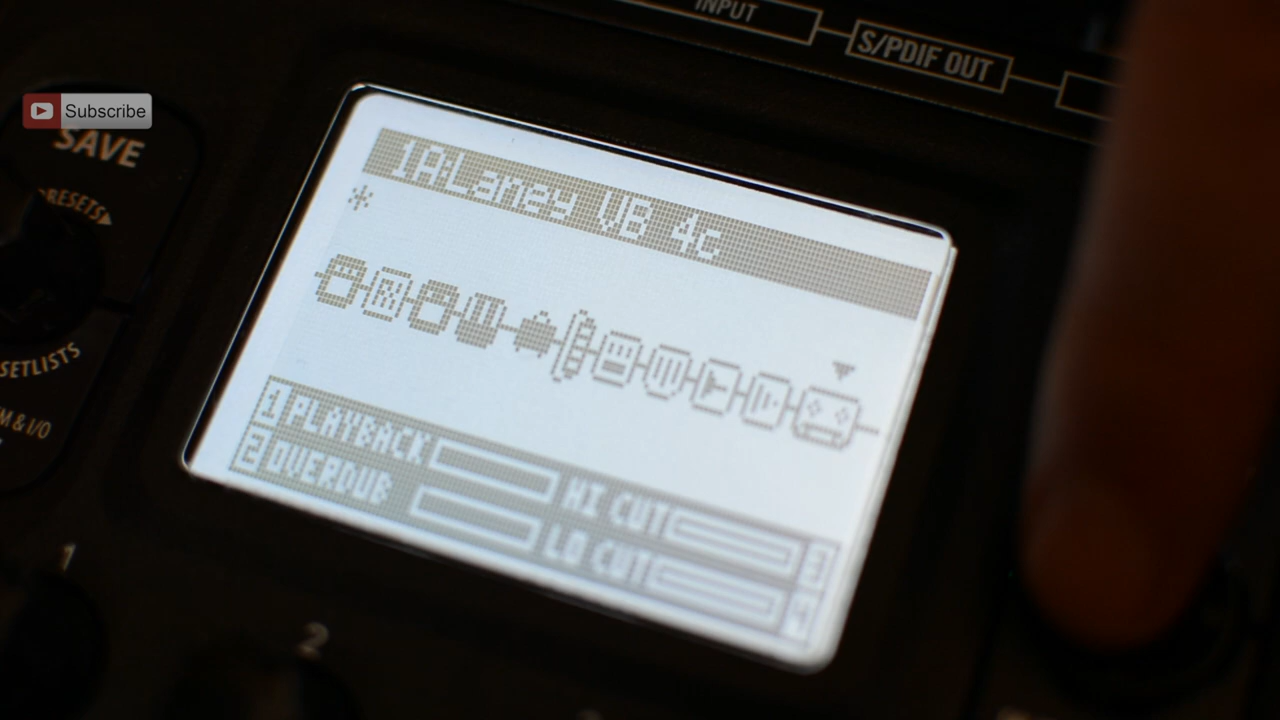 INPUT
S/PDIF OUT
Subscribe
SAVE
PRESETS
SETLISTS
M & I/O
1A:Laney VB 4c
*
1 PLAYBACK
2 OVERDUB
HI CUT 3
LO CUT 4
1
2